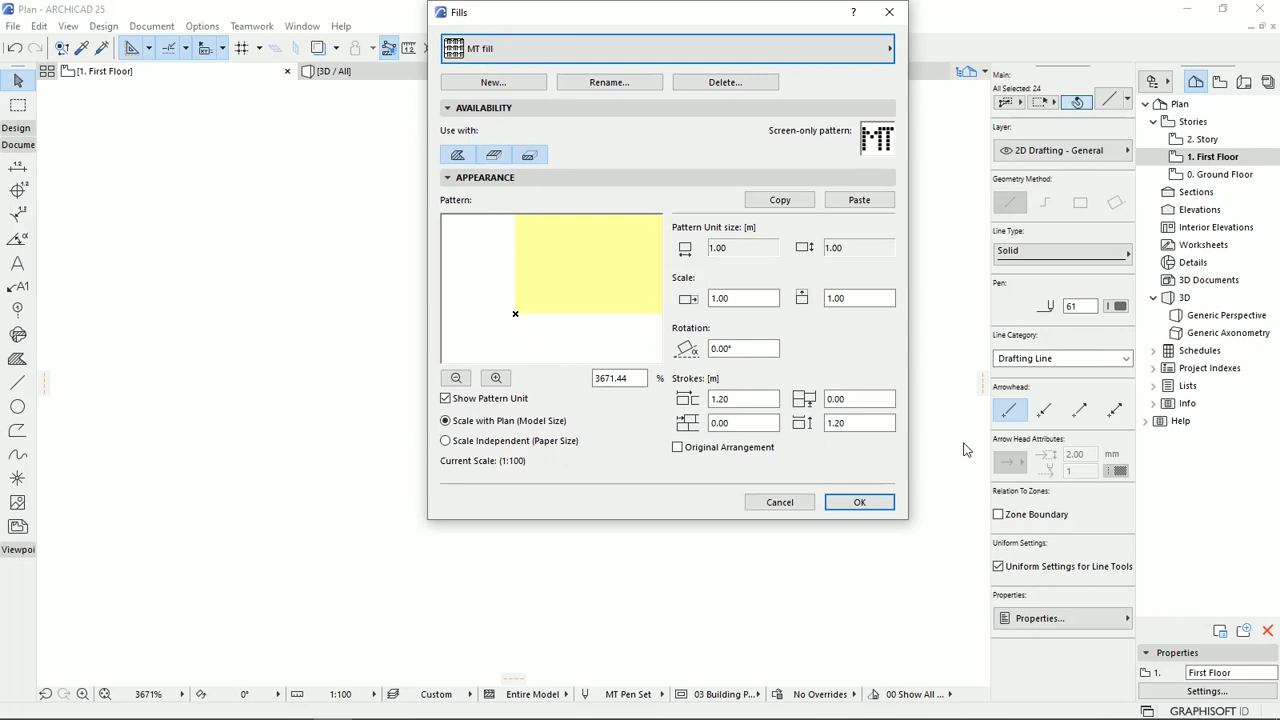 Plan - ARCHICAD 25
File Edit View Design Document Options Teamwork Window Help
[1. First Floor]
[3D / All]
Design
Docume
Viewpoi
Fills
?
MT fill
New...
Rename...
Delete...
AVAILABILITY
Use with:
Screen-only pattern:
MT
APPEARANCE
Pattern:
Copy
Paste
Pattern Unit size: [m]
1.00
1.00
Scale:
1.00
1.00
Rotation:
0.00°
Strokes: [m]
1.20
0.00
0.00
1.20
Original Arrangement
3671.44 %
Show Pattern Unit
Scale with Plan (Model Size)
Scale Independent (Paper Size)
Current Scale: (1:100)
Cancel
OK
Main:
All Selected: 24
Layer:
2D Drafting - General
Geometry Method:
Line Type:
Solid
Pen:
61
Line Category:
Drafting Line
Arrowhead:
Arrow Head Attributes:
2.00 mm
1
Relation To Zones:
Zone Boundary
Uniform Settings:
Uniform Settings for Line Tools
Properties:
Properties...
Plan
Stories
2. Story
1. First Floor
0. Ground Floor
Sections
Elevations
Interior Elevations
Worksheets
Details
3D Documents
3D
Generic Perspective
Generic Axonometry
Schedules
Project Indexes
Lists
Info
Help
Properties
1. First Floor
Settings...
3671% 0° 1:100 Custom Entire Model MT Pen Set 03 Building P... No Overrides 00 Show All ...
GRAPHISOFT ID